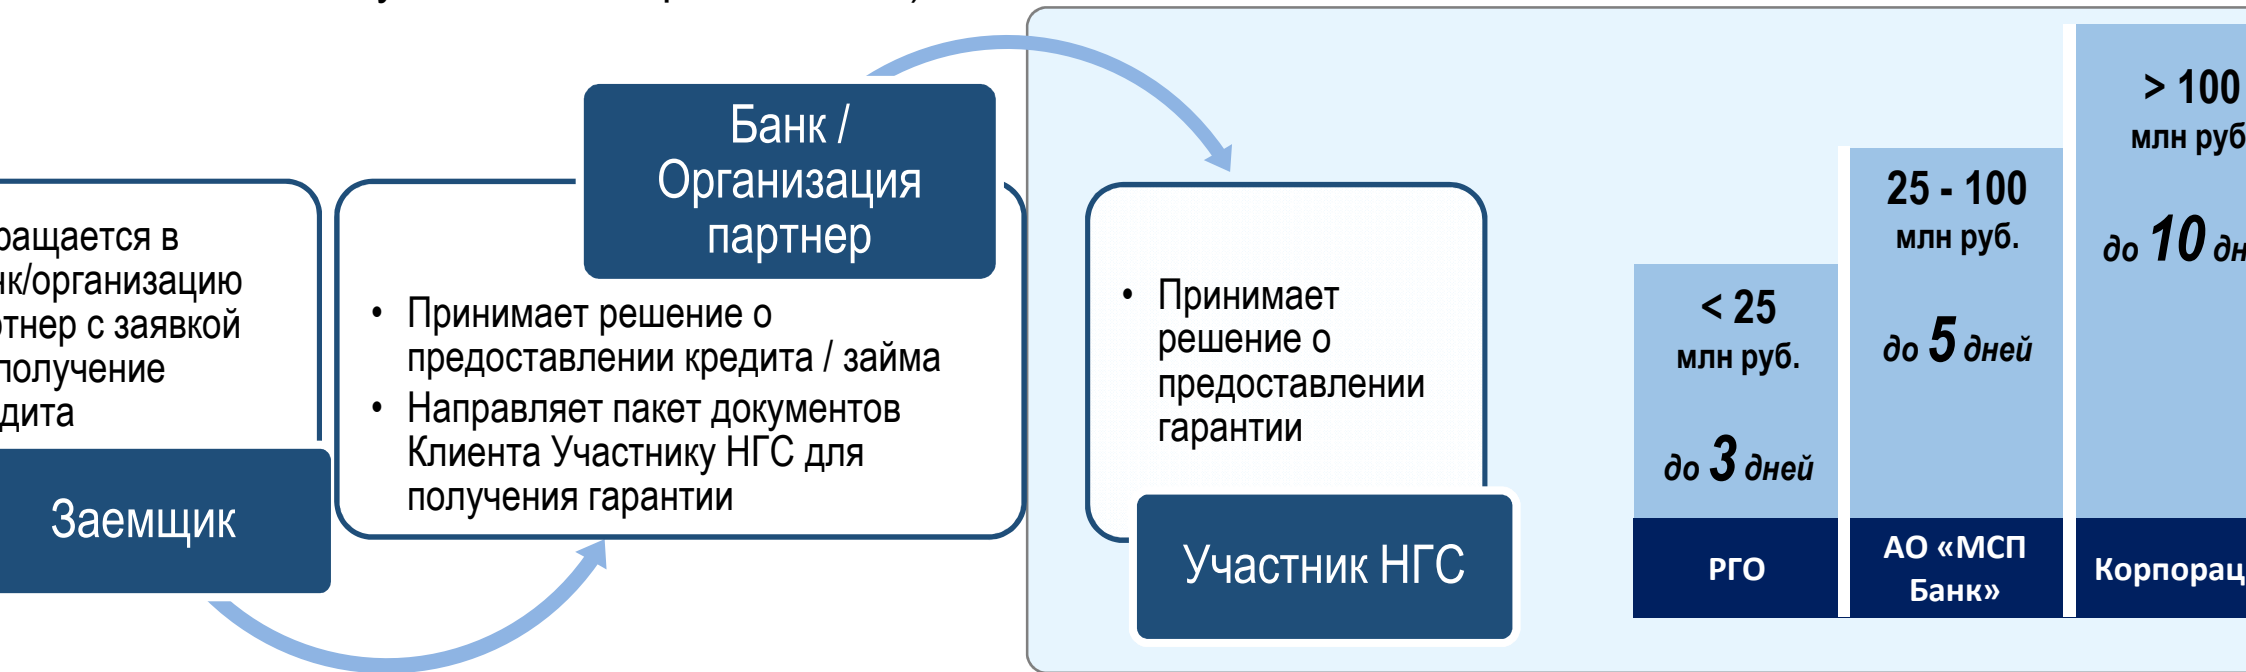 ращается в
нк/организацию
ртнер с заявкой
получение
дита
Заемщик
Банк /
Организация
партнер
• Принимает решение о
предоставлении кредита / займа
• Направляет пакет документов
Клиента Участнику НГС для
получения гарантии
• Принимает
решение о
предоставлении
гарантии
Участник НГС
< 25
млн руб.
до 3 дней
РГО
25 - 100
млн руб.
до 5 дней
АО «МСП
Банк»
> 100
млн руб
до 10 дн
Корпорац